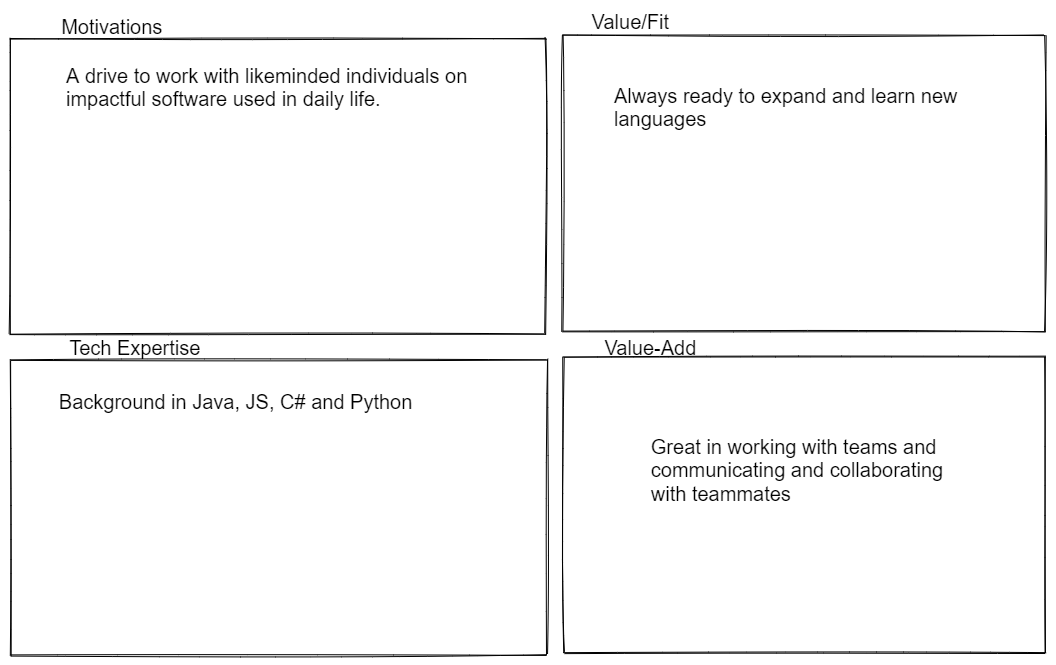 Motivations
A drive to work with likeminded individuals on
impactful software used in daily life.
Value/Fit
Always ready to expand and learn new
languages
Tech Expertise
Background in Java, JS, C# and Python
Value-Add
Great in working with teams and
communicating and collaborating
with teammates